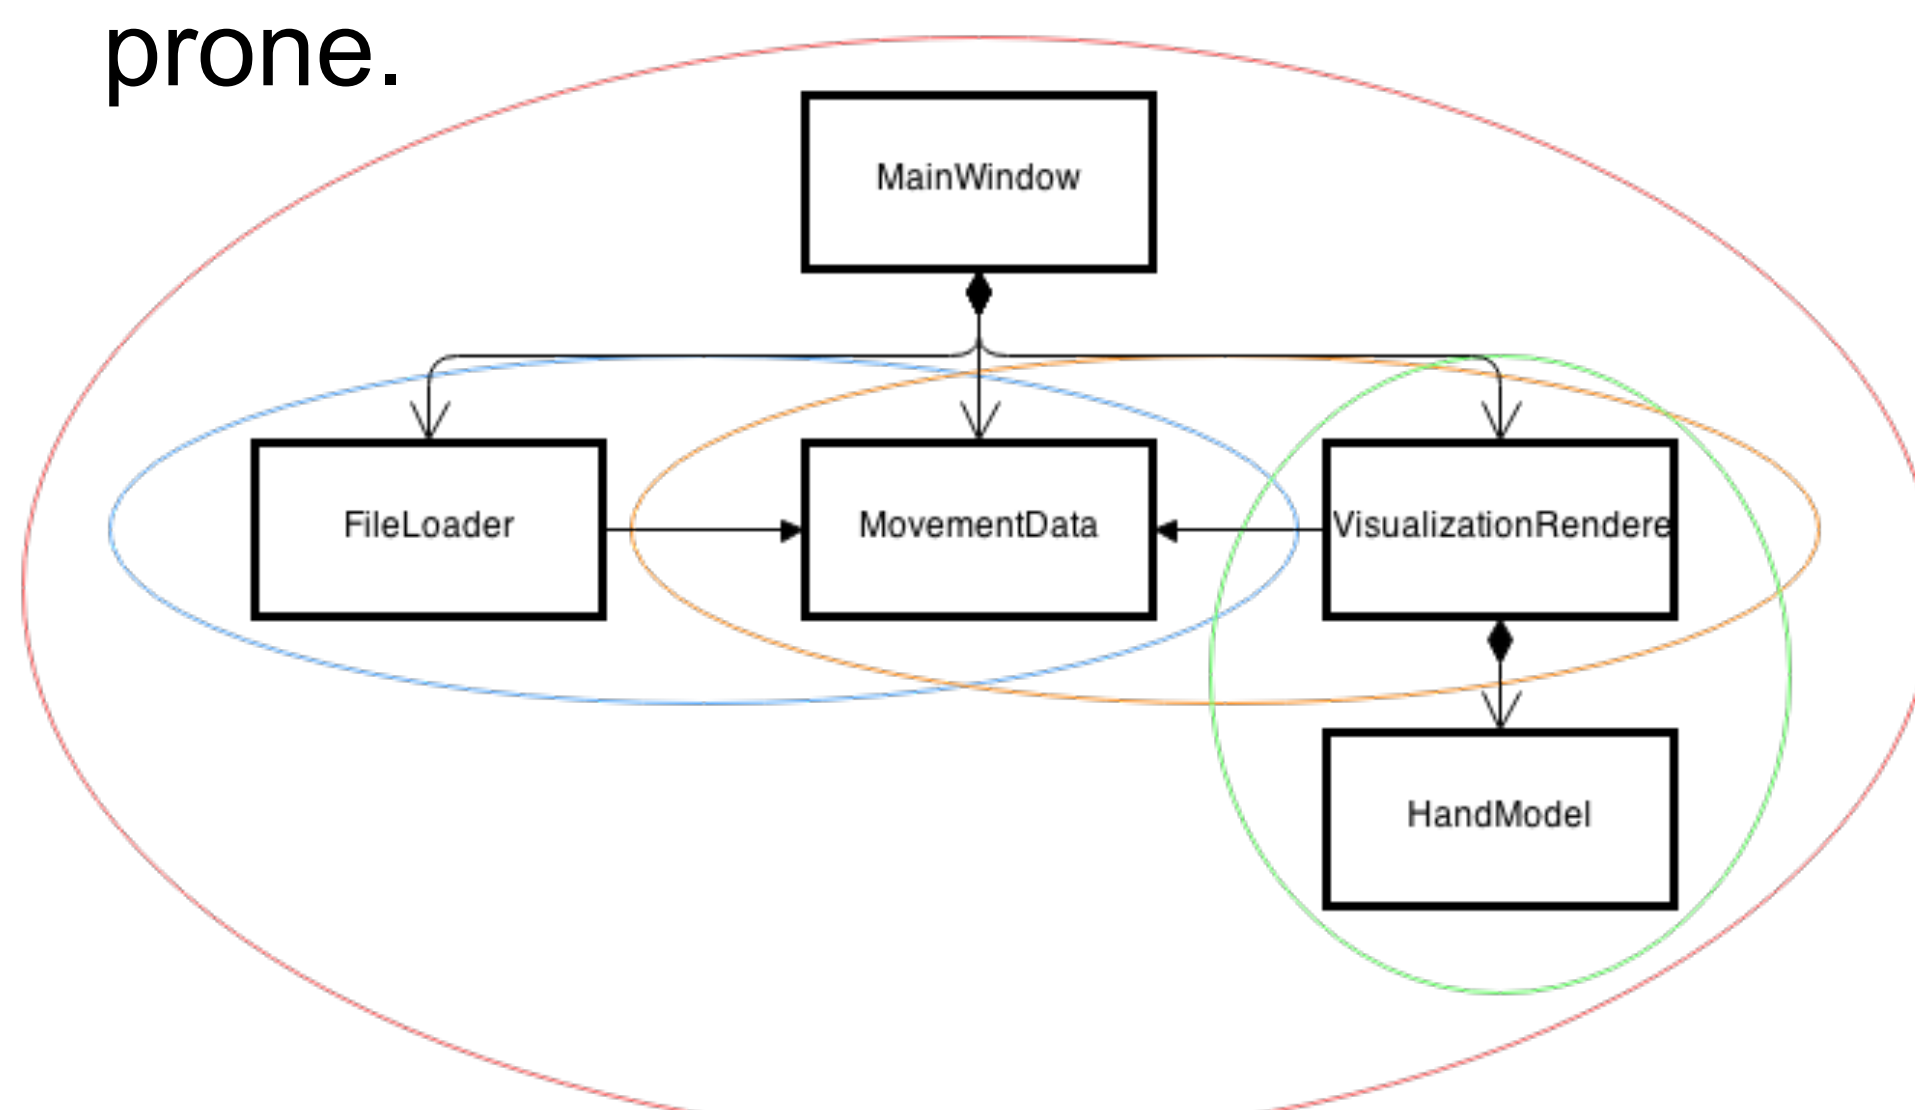 prone.
MainWindow
FileLoader
MovementData
VisualizationRendere
HandModel